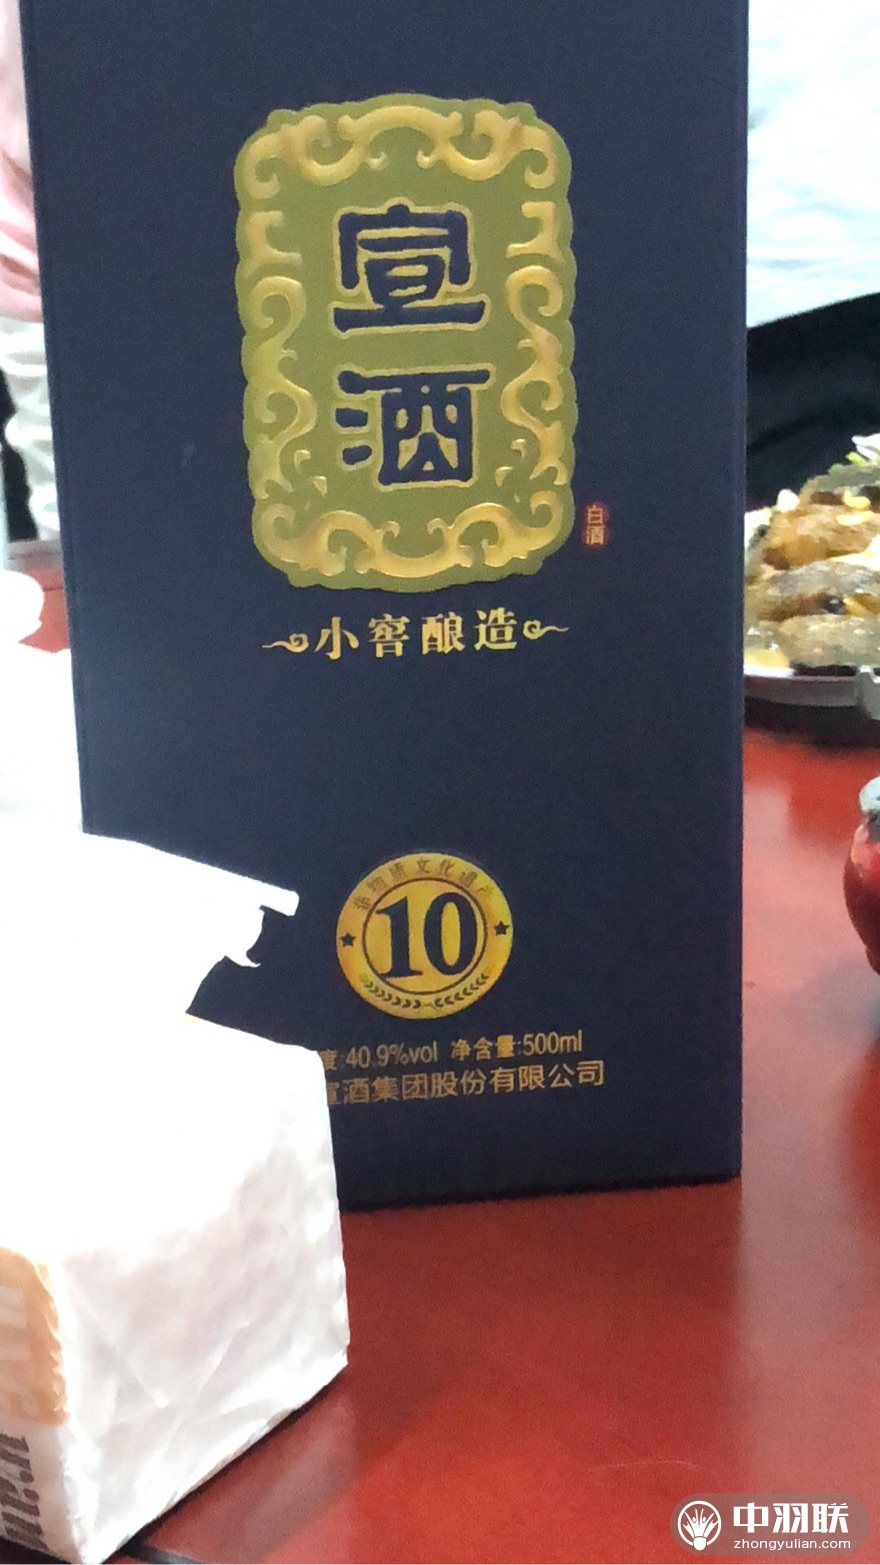 宣
酒
白酒
小窖酿造
非物质文化遗产
10
度:40.9%vol 净含量:500ml
宣酒集团股份有限公司
中羽联
zhongyulian.com